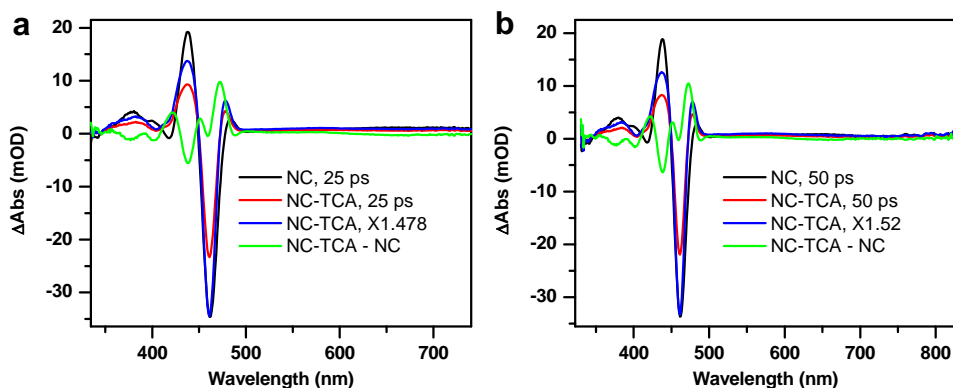 a
20
10
0
-10
-20
-30
ΔAbs (mOD)
NC, 25 ps
NC-TCA, 25 ps
NC-TCA, X1.478
NC-TCA - NC
400
500
600
700
Wavelength (nm)
b
20
10
0
-10
-20
-30
ΔAbs (mOD)
NC, 50 ps
NC-TCA, 50 ps
NC-TCA, X1.52
NC-TCA - NC
400
500
600
700
800
Wavelength (nm)